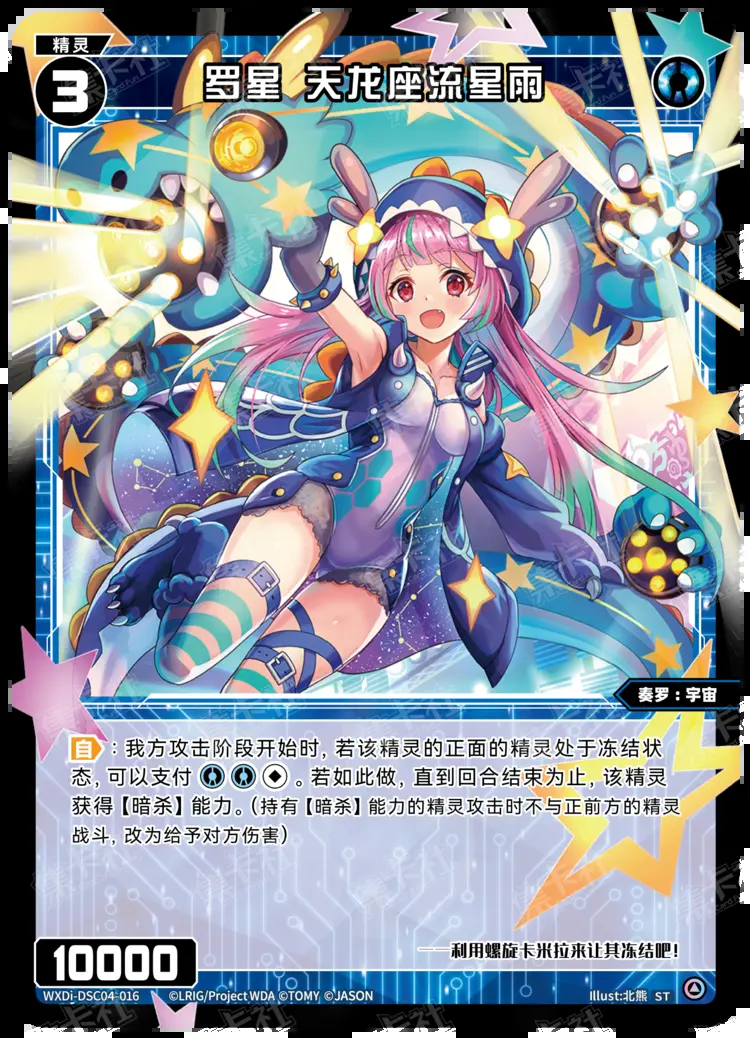 精灵
3
罗星 天龙座流星雨
奏罗：宇宙
自：我方攻击阶段开始时, 若该精灵的正面的精灵处于冻结状
态, 可以支付 。若如此做, 直到回合结束为止, 该精灵
获得【暗杀】能力。(持有【暗杀】能力的精灵攻击时不与正前方的精灵
战斗, 改为给予对方伤害)
——利用螺旋卡米拉来让其冻结吧!
10000
WXDi-DSC04-016 ©LRIG/Project WDA ©TOMY ©JASON Illust:北熊 ST
集卡社